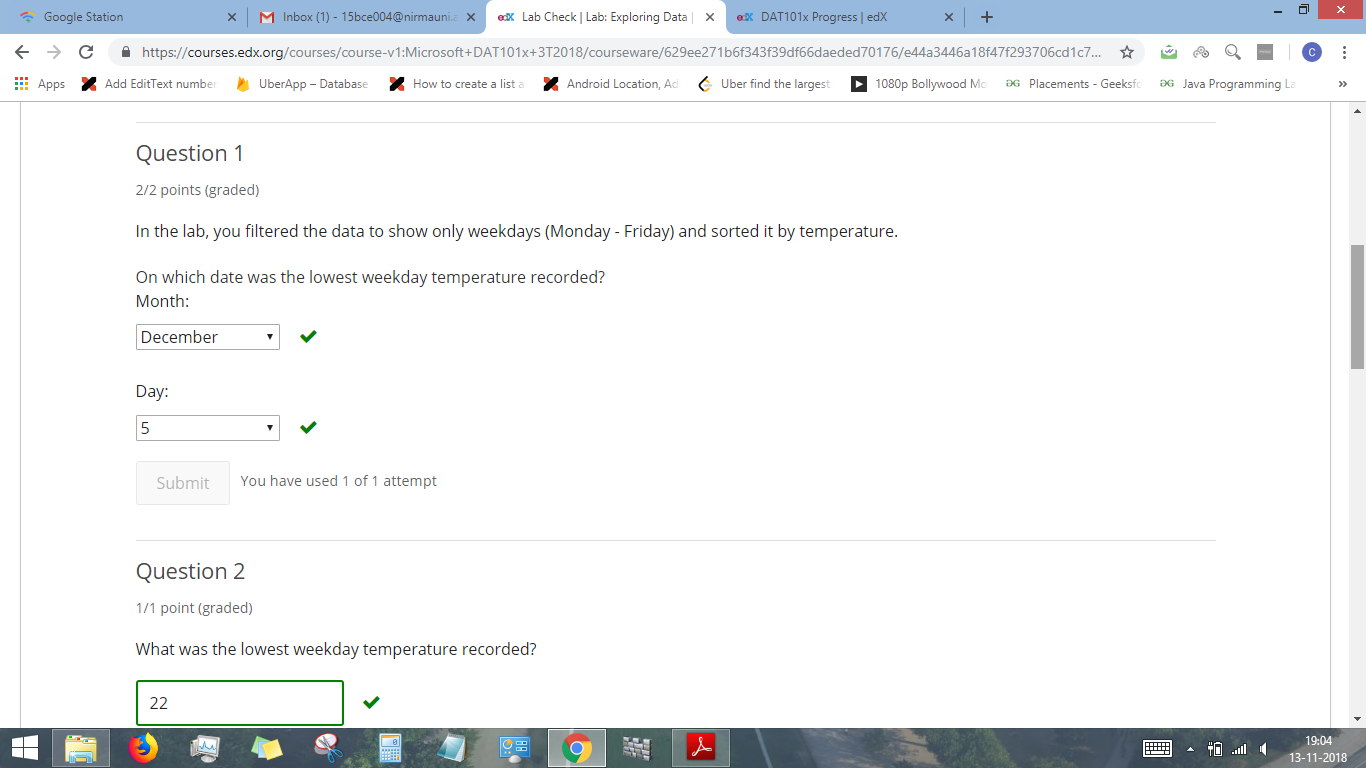 Google Station
Inbox (1) - 15bce004@nirmauni.a
edX Lab Check | Lab: Exploring Data |
edX DAT101x Progress | edX
https://courses.edx.org/courses/course-v1:Microsoft+DAT101x+3T2018/courseware/629ee271b6f343f39df66daeded70176/e44a3446a18f47f293706cd1c7...
C
Apps
Add EditText number
UberApp – Database
How to create a list a
Android Location, Ad
Uber find the largest
1080p Bollywood Mo
Placements - Geeksfo
Java Programming La
»
Question 1
2/2 points (graded)
In the lab, you filtered the data to show only weekdays (Monday - Friday) and sorted it by temperature.
On which date was the lowest weekday temperature recorded?
Month:
December
Day:
5
Submit You have used 1 of 1 attempt
Question 2
1/1 point (graded)
What was the lowest weekday temperature recorded?
22
19:04
13-11-2018